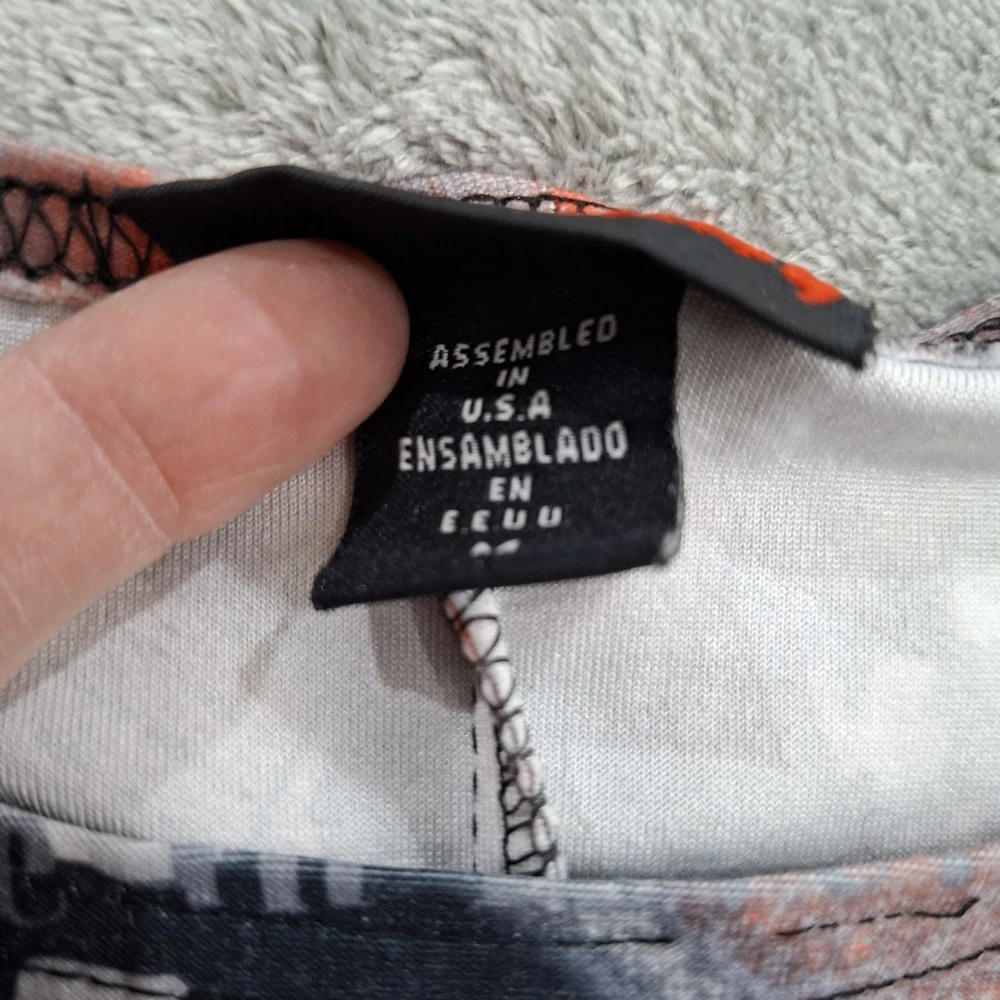 ASSEMBLED
IN
U.S.A
ENSAMBLADO
EN
E.E U U